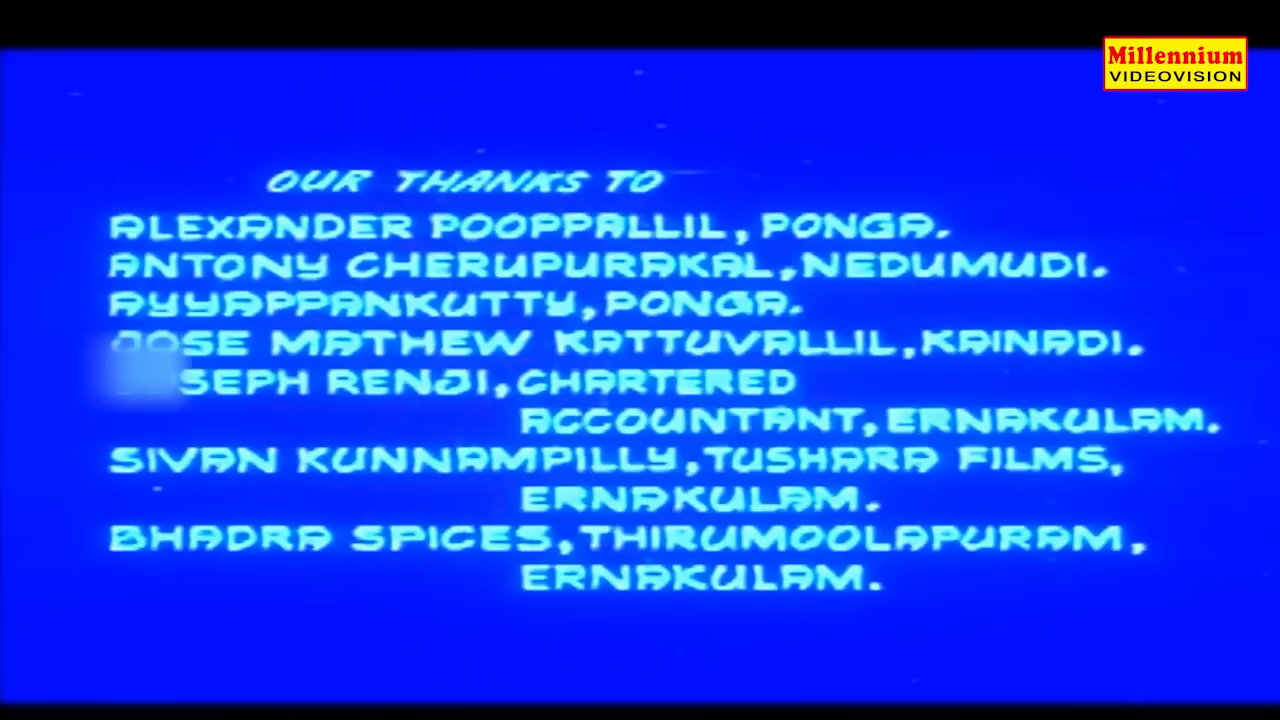 Millennium
VIDEOVISION
OUR THANKS TO
ALEXANDER POOPPALLIL, PONGA.
ANTONY CHERUPURAKAL, NEDUMUDI.
AYYAPPANKUTTY, PONGA.
JOSE MATHEW KATTUVALLIL, KAINADI.
SEPH RENJI, CHARTERED
ACCOUNTANT, ERNAKULAM.
SIVAN KUNNAMPILLY, TUSHARA FILMS,
ERNAKULAM.
BHADRA SPICES, THIRUMOOLAPURAM,
ERNAKULAM.